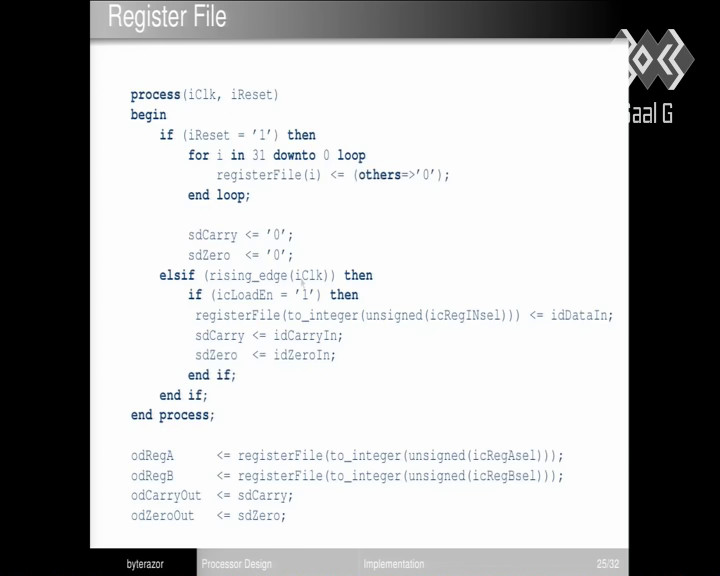 Register File
Saal G
process(iClk, iReset)
begin
if (iReset = '1') then
for i in 31 downto 0 loop
registerFile(i) <= (others=>'0');
end loop;
sdCarry <= '0';
sdZero <= '0';
elsif (rising_edge(iClk)) then
if (icLoadEn = '1') then
registerFile(to_integer(unsigned(icRegINsel))) <= idDataIn;
sdCarry <= idCarryIn;
sdZero <= idZeroIn;
end if;
end if;
end process;
odRegA <= registerFile(to_integer(unsigned(icRegAsel)));
odRegB <= registerFile(to_integer(unsigned(icRegBsel)));
odCarryOut <= sdCarry;
odZeroOut <= sdZero;
byterazor Processor Design Implementation 25/32